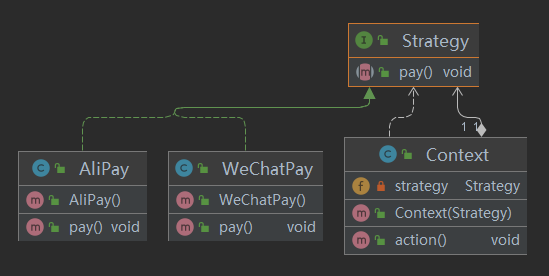 I Strategy
m pay() void
1 1
C AliPay
m AliPay()
m pay() void
C WeChatPay
m WeChatPay()
m pay() void
C Context
f strategy Strategy
m Context(Strategy)
m action() void